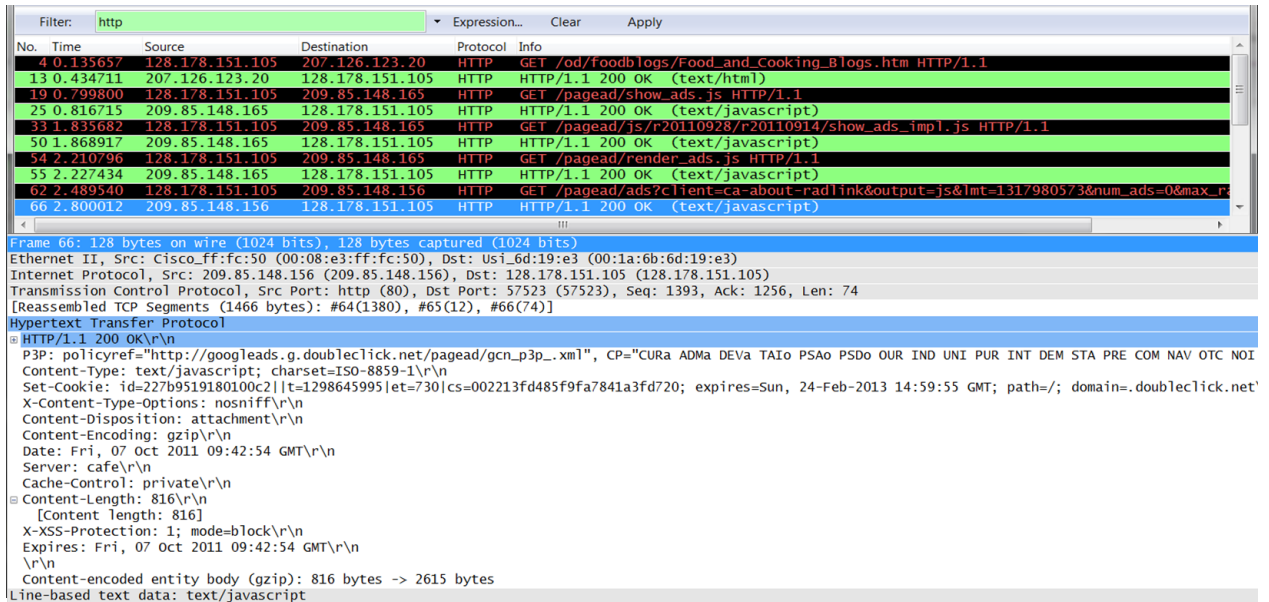 Filter: http Expression... Clear Apply
No. Time Source Destination Protocol Info
4 0.135657 128.178.151.105 207.126.123.20 HTTP GET /od/foodblogs/Food_and_Cooking_Blogs.htm HTTP/1.1
13 0.434711 207.126.123.20 128.178.151.105 HTTP HTTP/1.1 200 OK (text/html)
19 0.799800 128.178.151.105 209.85.148.165 HTTP GET /pagead/show_ads.js HTTP/1.1
25 0.816715 209.85.148.165 128.178.151.105 HTTP HTTP/1.1 200 OK (text/javascript)
33 1.835682 128.178.151.105 209.85.148.165 HTTP GET /pagead/js/r20110928/r20110914/show_ads_impl.js HTTP/1.1
50 1.868917 209.85.148.165 128.178.151.105 HTTP HTTP/1.1 200 OK (text/javascript)
54 2.210796 128.178.151.105 209.85.148.165 HTTP GET /pagead/render_ads.js HTTP/1.1
55 2.227434 209.85.148.165 128.178.151.105 HTTP HTTP/1.1 200 OK (text/javascript)
62 2.489540 128.178.151.105 209.85.148.156 HTTP GET /pagead/ads?client=ca-about-radlink&output=js&lmt=1317980573&num_ads=0&max_ra
66 2.800012 209.85.148.156 128.178.151.105 HTTP HTTP/1.1 200 OK (text/javascript)
Frame 66: 128 bytes on wire (1024 bits), 128 bytes captured (1024 bits)
Ethernet II, Src: Cisco_ff:fc:50 (00:08:e3:ff:fc:50), Dst: Usi_6d:19:e3 (00:1a:6b:6d:19:e3)
Internet Protocol, Src: 209.85.148.156 (209.85.148.156), Dst: 128.178.151.105 (128.178.151.105)
Transmission Control Protocol, Src Port: http (80), Dst Port: 57523 (57523), Seq: 1393, Ack: 1256, Len: 74
[Reassembled TCP Segments (1466 bytes): #64(1380), #65(12), #66(74)]
Hypertext Transfer Protocol
HTTP/1.1 200 OK\r\n
P3P: policyref="http://googleads.g.doubleclick.net/pagead/gcn_p3p_.xml", CP="CURa ADMa DEVa TAIo PSAo PSDo OUR IND UNI PUR INT DEM STA PRE COM NAV OTC NOI
Content-Type: text/javascript; charset=ISO-8859-1\r\n
Set-Cookie: id=227b9519180100c2||t=1298645995|et=730|cs=002213fd485f9fa7841a3fd720; expires=Sun, 24-Feb-2013 14:59:55 GMT; path=/; domain=.doubleclick.net\
X-Content-Type-Options: nosniff\r\n
Content-Disposition: attachment\r\n
Content-Encoding: gzip\r\n
Date: Fri, 07 Oct 2011 09:42:54 GMT\r\n
Server: cafe\r\n
Cache-Control: private\r\n
Content-Length: 816\r\n
[Content length: 816]
X-XSS-Protection: 1; mode=block\r\n
Expires: Fri, 07 Oct 2011 09:42:54 GMT\r\n
\r\n
Content-encoded entity body (gzip): 816 bytes -> 2615 bytes
Line-based text data: text/javascript